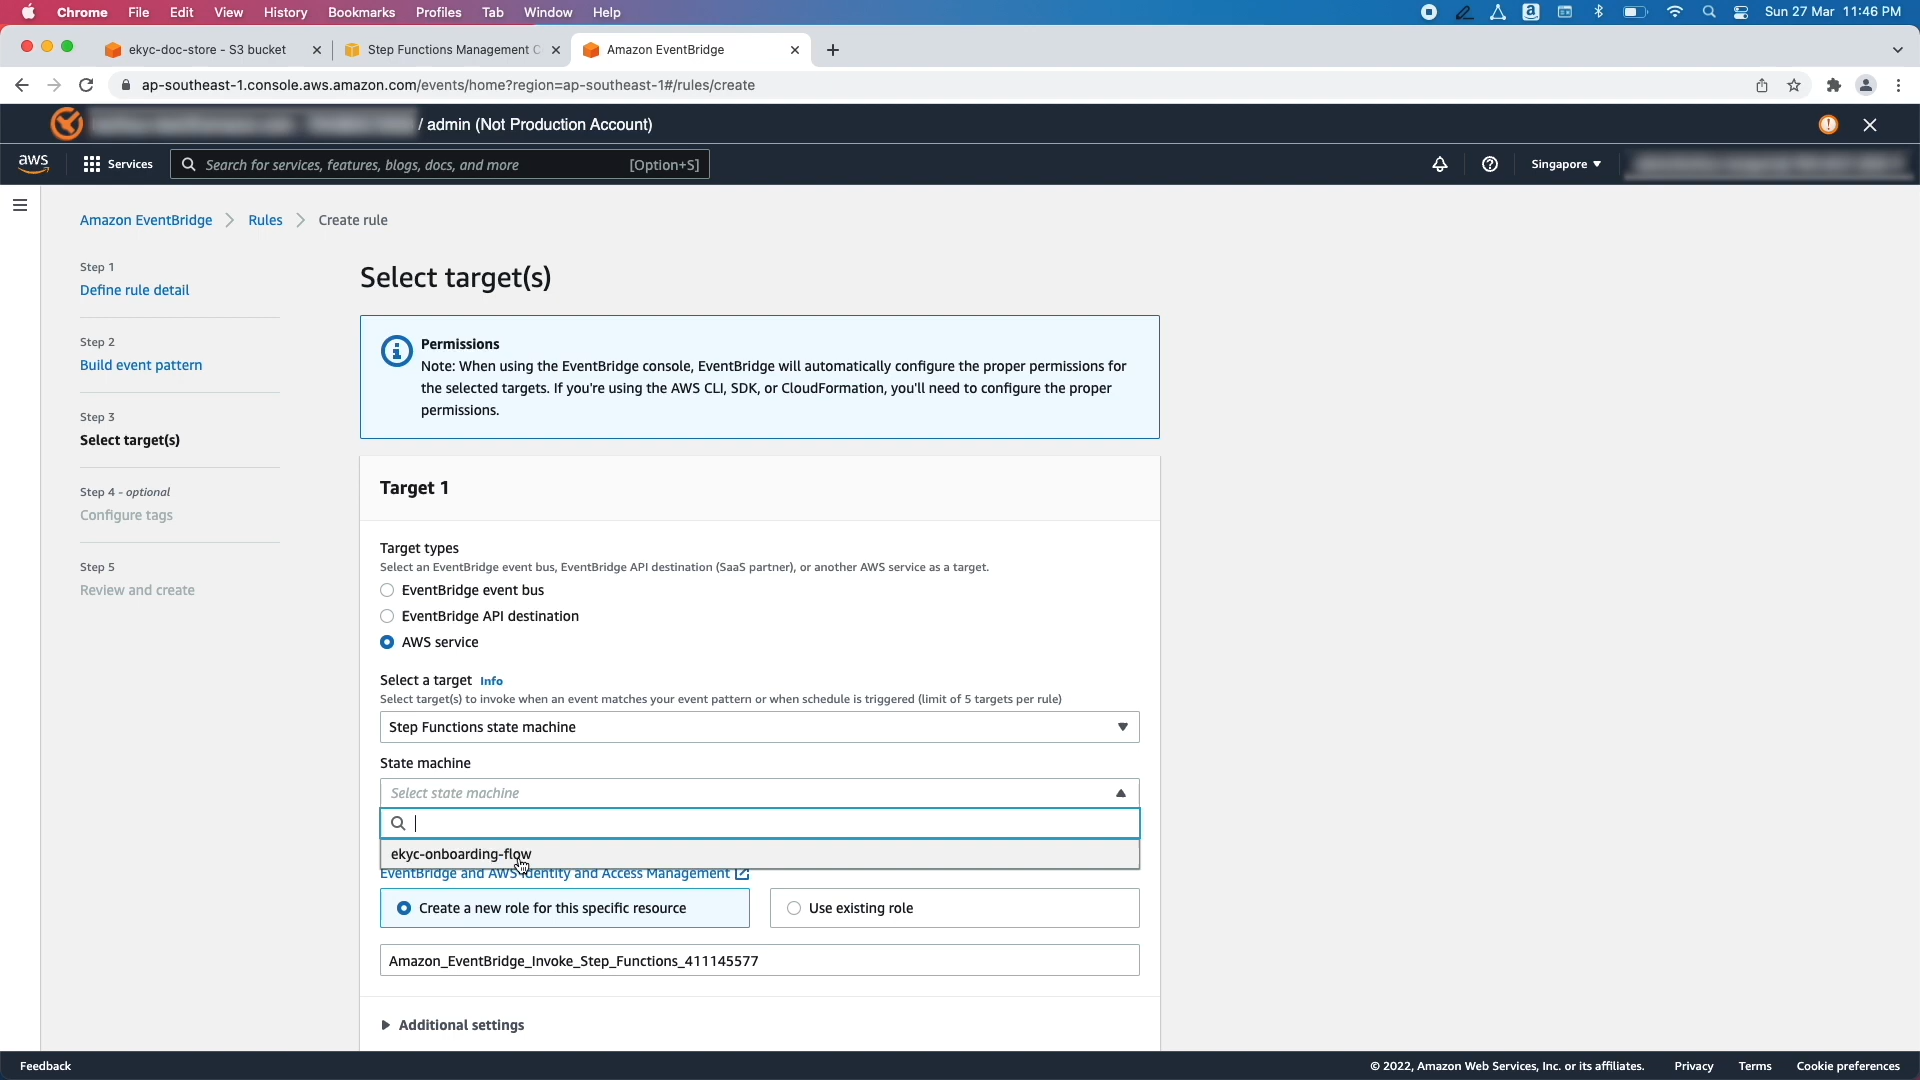 Chrome File Edit View History Bookmarks Profiles Tab Window Help Sun 27 Mar 11:46 PM
ekyc-doc-store - S3 bucket Step Functions Management C Amazon EventBridge
ap-southeast-1.console.aws.amazon.com/events/home?region=ap-southeast-1#/rules/create
/ admin (Not Production Account)
aws Services Search for services, features, blogs, docs, and more [Option+S] Singapore
Amazon EventBridge Rules Create rule
Step 1
Define rule detail
Step 2
Build event pattern
Step 3
Select target(s)
Step 4 - optional
Configure tags
Step 5
Review and create
Select target(s)
Permissions
Note: When using the EventBridge console, EventBridge will automatically configure the proper permissions for
the selected targets. If you're using the AWS CLI, SDK, or CloudFormation, you'll need to configure the proper
permissions.
Target 1
Target types
Select an EventBridge event bus, EventBridge API destination (SaaS partner), or another AWS service as a target.
EventBridge event bus
EventBridge API destination
AWS service
Select a target Info
Select target(s) to invoke when an event matches your event pattern or when schedule is triggered (limit of 5 targets per rule)
Step Functions state machine
State machine
Select state machine
ekyc-onboarding-flow
EventBridge and AWS Identity and Access Management
Create a new role for this specific resource Use existing role
Amazon_EventBridge_Invoke_Step_Functions_411145577
Additional settings
Feedback © 2022, Amazon Web Services, Inc. or its affiliates. Privacy Terms Cookie preferences